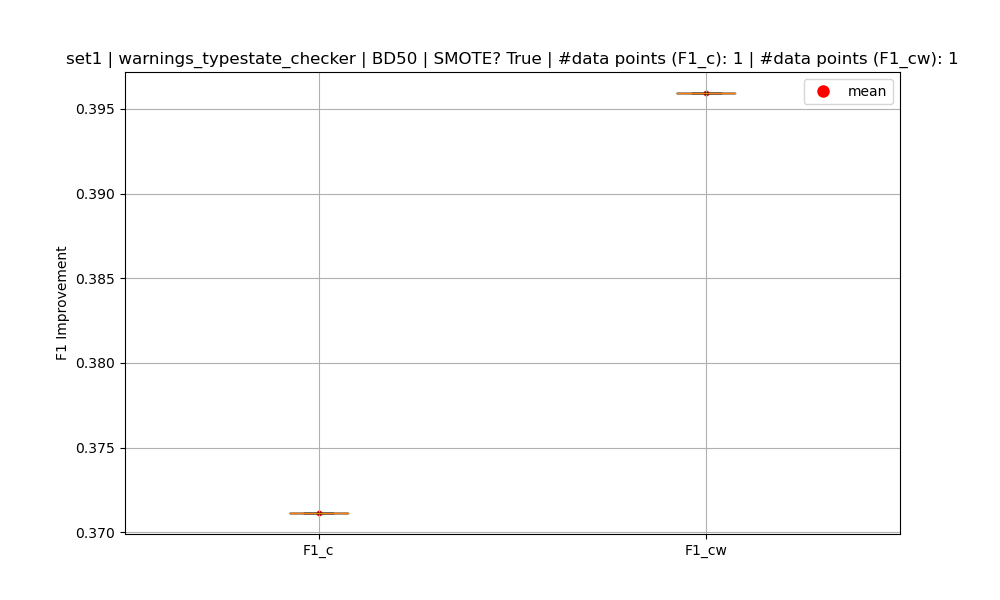 set1 | warnings_typestate_checker | BD50 | SMOTE? True | #data points (F1_c): 1 | #data points (F1_cw): 1
mean
0.395
0.390
0.385
0.380
0.375
0.370
F1 Improvement
F1_c
F1_cw